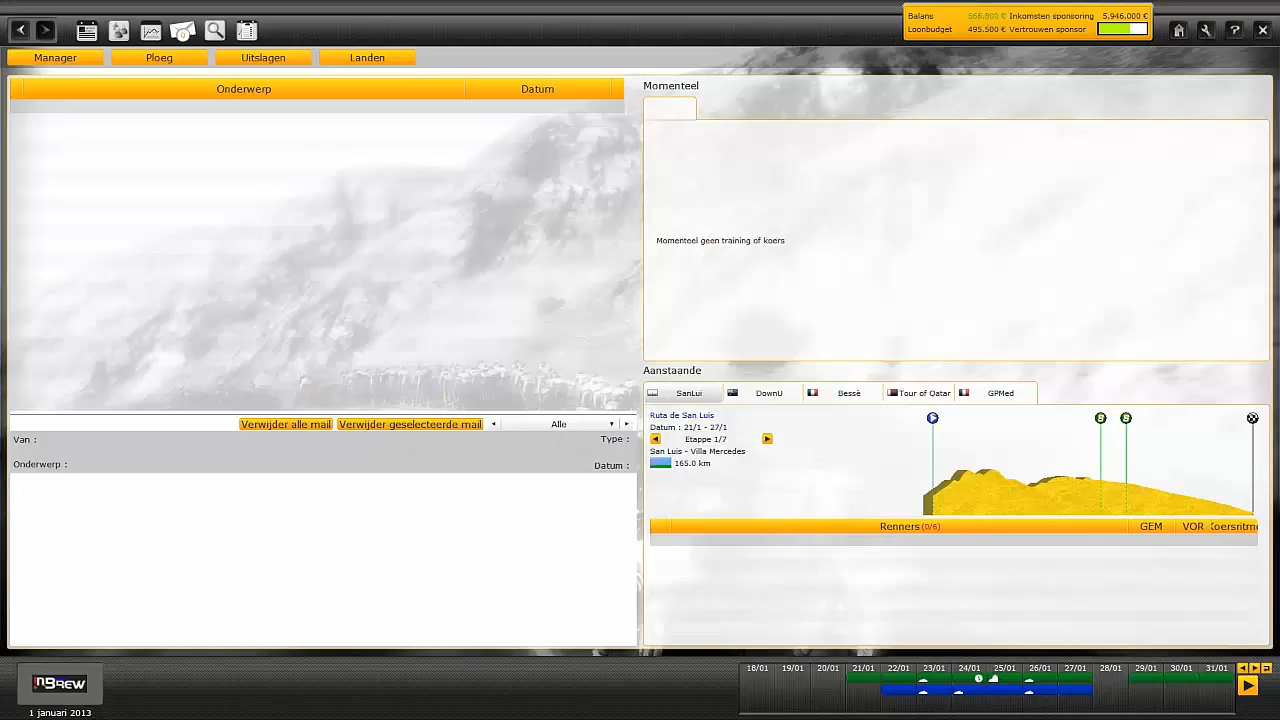 Balans 566.800 € Inkomsten sponsoring 5.946.000 €
Loonbudget 495.500 € Vertrouwen sponsor
Manager Ploeg Uitslagen Landen
Onderwerp Datum
Momenteel
Momenteel geen training of koers
Aanstaande
SanLui DownU Bessè Tour of Qatar GPMed
Ruta de San Luis
Datum : 21/1 - 27/1
Etappe 1/7
San Luis - Villa Mercedes
165.0 km
S S
Verwijder alle mail Verwijder geselecteerde mail Alle
Van : Type :
Onderwerp : Datum :
Renners (0/6) GEM VOR Koersritme
18/01 19/01 20/01 21/01 22/01 23/01 24/01 25/01 26/01 27/01 28/01 29/01 30/01 31/01
1 januari 2013